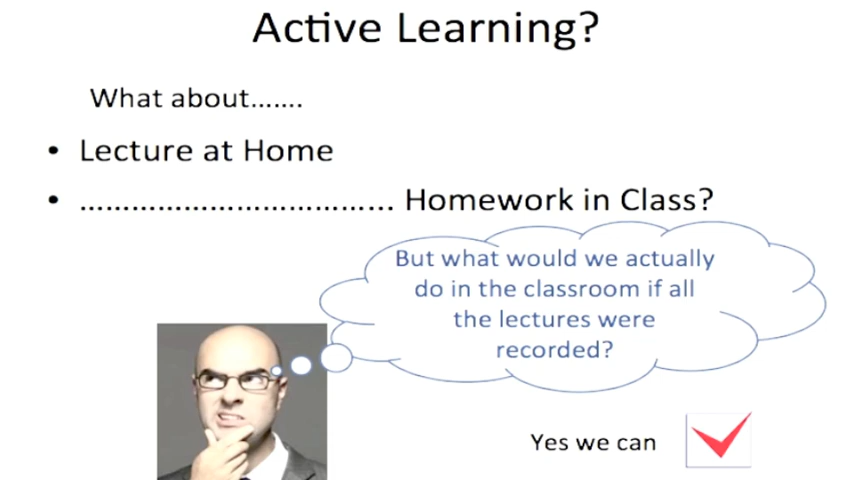 Active Learning?
What about.......
• Lecture at Home
• .................................... Homework in Class?
But what would we actually
do in the classroom if all
the lectures were
recorded?
Yes we can